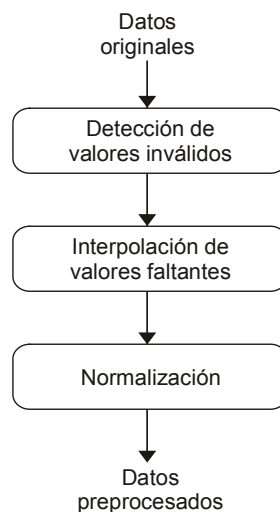 Datos
originales
Detección de
valores inválidos
Interpolación de
valores faltantes
Normalización
Datos
preprocesados